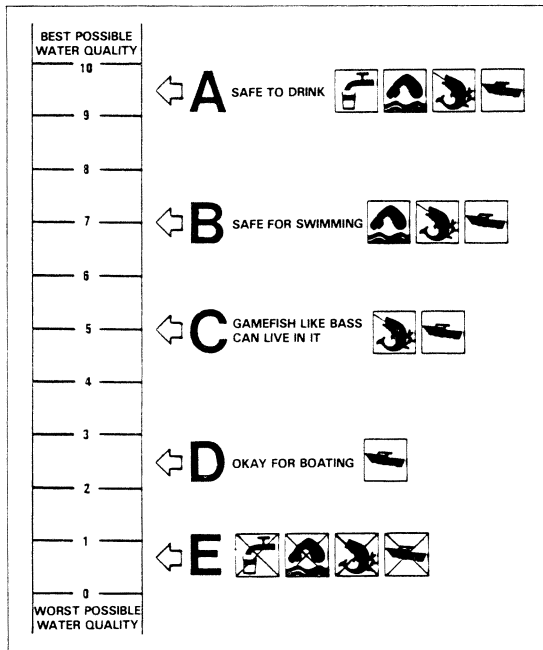 BEST POSSIBLE
WATER QUALITY
10
A SAFE TO DRINK
9
8
7
B SAFE FOR SWIMMING
6
5
C GAMEFISH LIKE BASS
CAN LIVE IN IT
4
3
D OKAY FOR BOATING
2
1
E
0
WORST POSSIBLE
WATER QUALITY